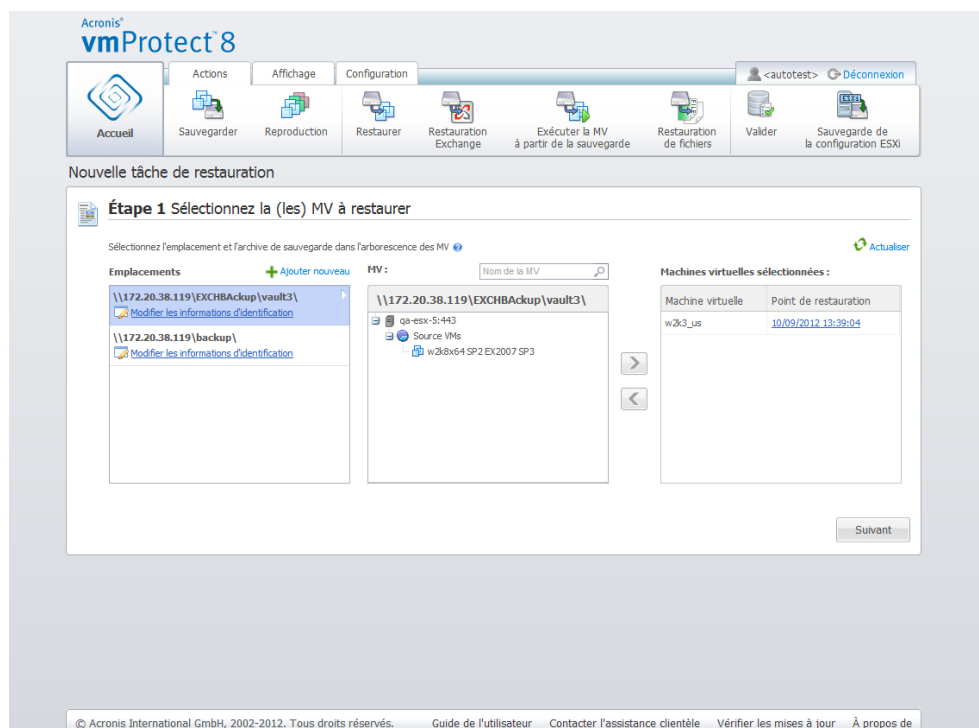 Acronis®
vmProtect™8
Actions Affichage Configuration
<autotest> Déconnexion
Accueil
Sauvegarder
Reproduction
Restaurer
Restauration
Exchange
Exécuter la MV
à partir de la sauvegarde
Restauration
de fichiers
Valider
Sauvegarde de
la configuration ESXi
Nouvelle tâche de restauration
Étape 1 Sélectionnez la (les) MV à restaurer
Sélectionnez l'emplacement et l'archive de sauvegarde dans l'arborescence des MV ?
Actualiser
Emplacements
Ajouter nouveau
\\172.20.38.119\EXCHBAckup\vault3\
Modifier les informations d'identification
\\172.20.38.119\backup\
Modifier les informations d'identification
MV :
Nom de la MV
\\172.20.38.119\EXCHBAckup\vault3\
qa-esx-5:443
Source VMs
w2k8x64 SP2 EX2007 SP3
Machines virtuelles sélectionnées :
Machine virtuelle Point de restauration
w2k3_us 10/09/2012 13:39:04
Suivant
© Acronis International GmbH, 2002-2012. Tous droits réservés. Guide de l'utilisateur Contacter l'assistance clientèle Vérifier les mises à jour À propos de